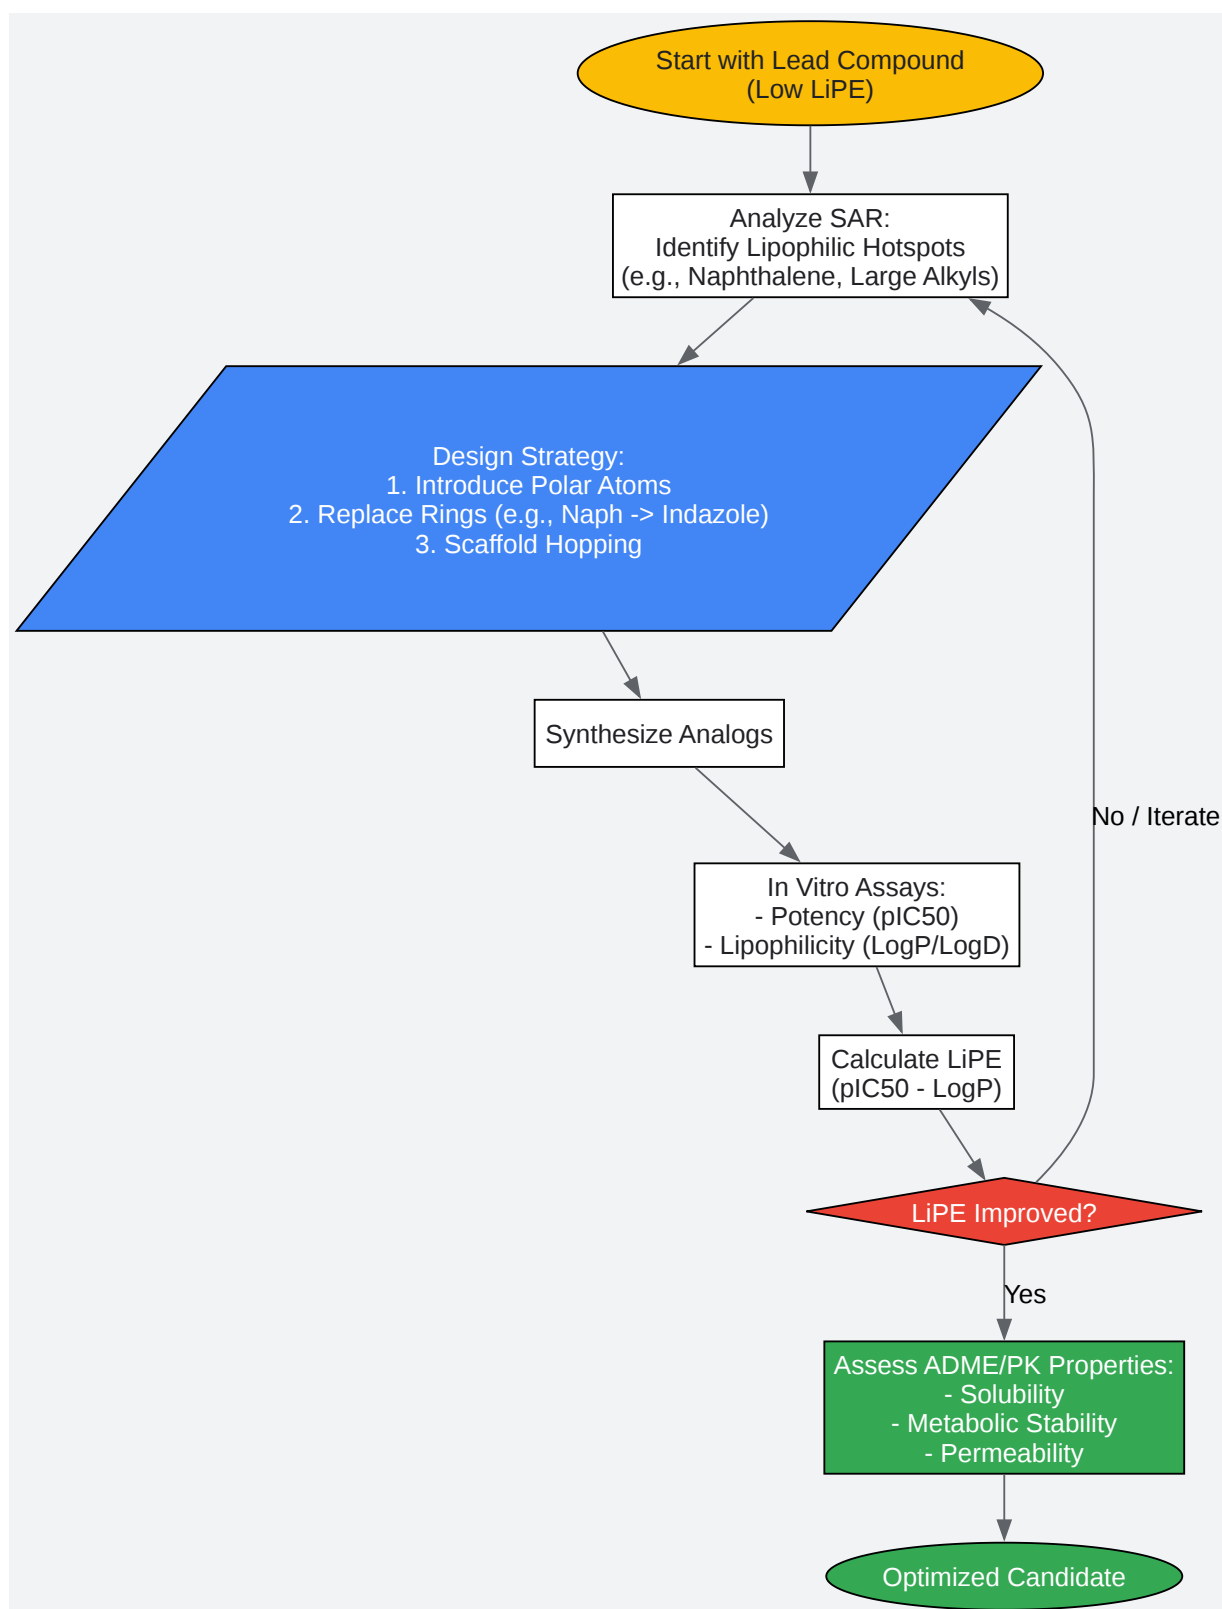 Start with Lead Compound
(Low LiPE)
Analyze SAR:
Identify Lipophilic Hotspots
(e.g., Naphthalene, Large Alkyls)
Design Strategy:
1. Introduce Polar Atoms
2. Replace Rings (e.g., Naph -> Indazole)
3. Scaffold Hopping
Synthesize Analogs
No / Iterate
In Vitro Assays:
- Potency (pIC50)
- Lipophilicity (LogP/LogD)
Calculate LiPE
(pIC50 - LogP)
LiPE Improved?
Yes
Assess ADME/PK Properties:
- Solubility
- Metabolic Stability
- Permeability
Optimized Candidate